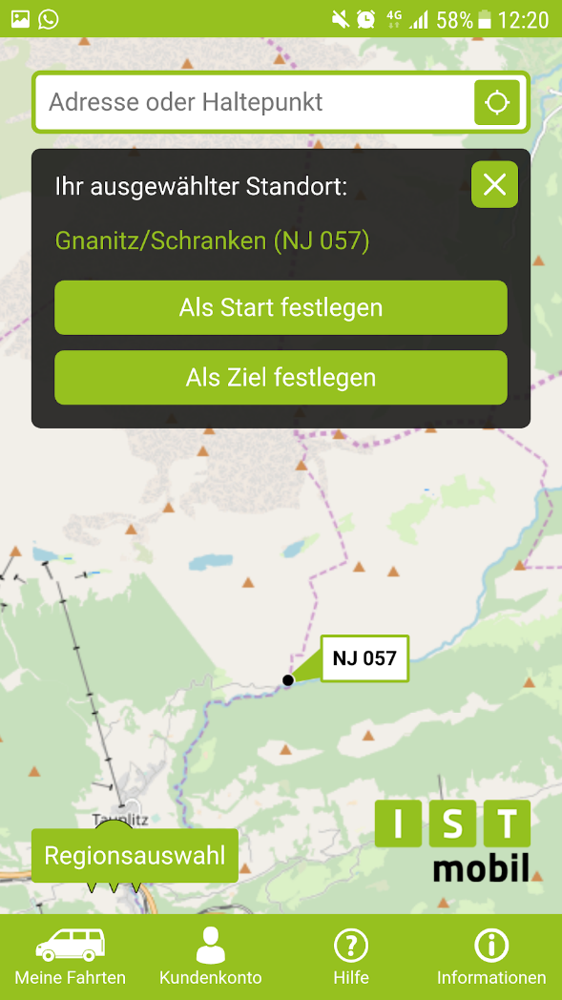 4G 58% 12:20
Adresse oder Haltepunkt
Ihr ausgewählter Standort:
Gnanitz/Schranken (NJ 057)
Als Start festlegen
Als Ziel festlegen
NJ 057
Tauplitz
Regionsauswahl
IST
mobil
Meine Fahrten Kundenkonto Hilfe Informationen